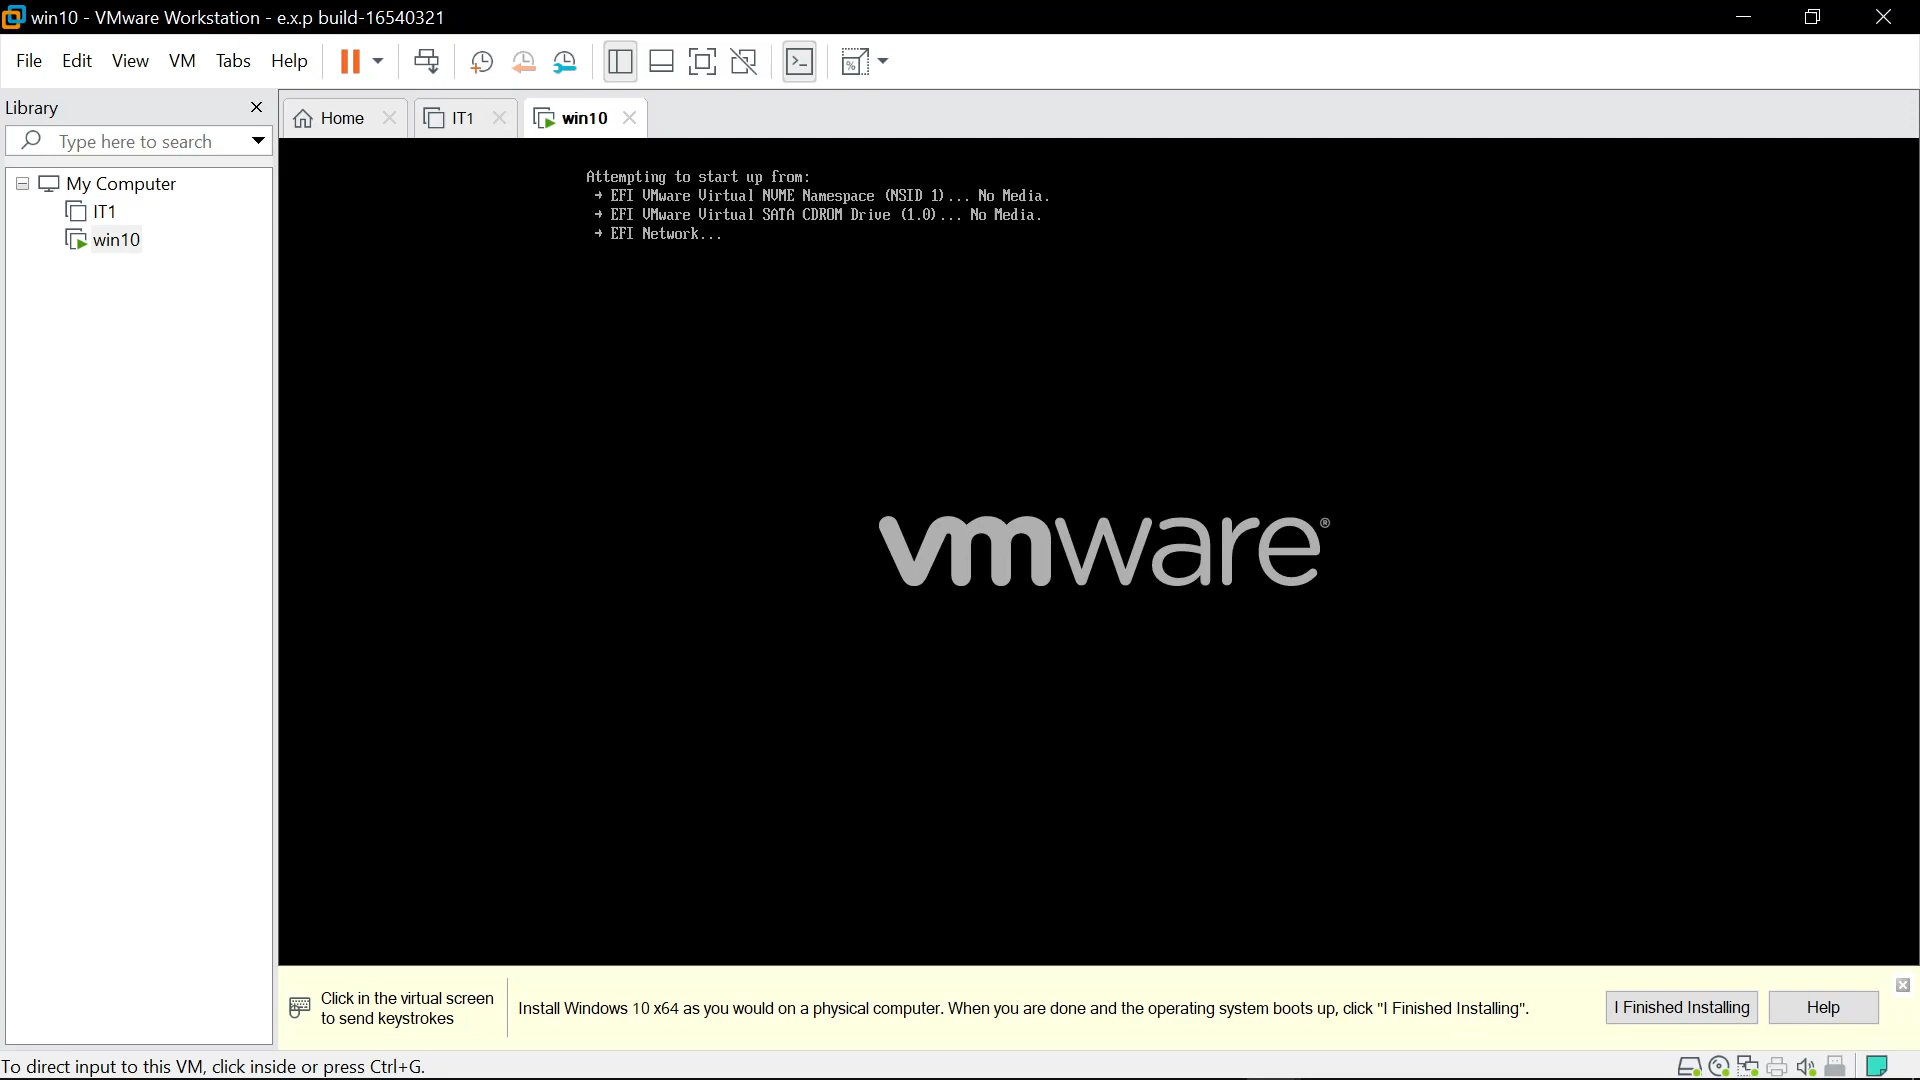 win10 - VMware Workstation - e.x.p build-16540321
File Edit View VM Tabs Help
Library
Home IT1 win10
Type here to search
My Computer
IT1
win10
Attempting to start up from:
→ EFI VMware Virtual NVME Namespace (NSID 1)... No Media.
→ EFI VMware Virtual SATA CDROM Drive (1.0)... No Media.
→ EFI Network...
vmware®
Click in the virtual screen
to send keystrokes
Install Windows 10 x64 as you would on a physical computer. When you are done and the operating system boots up, click "I Finished Installing".
I Finished Installing
Help
To direct input to this VM, click inside or press Ctrl+G.